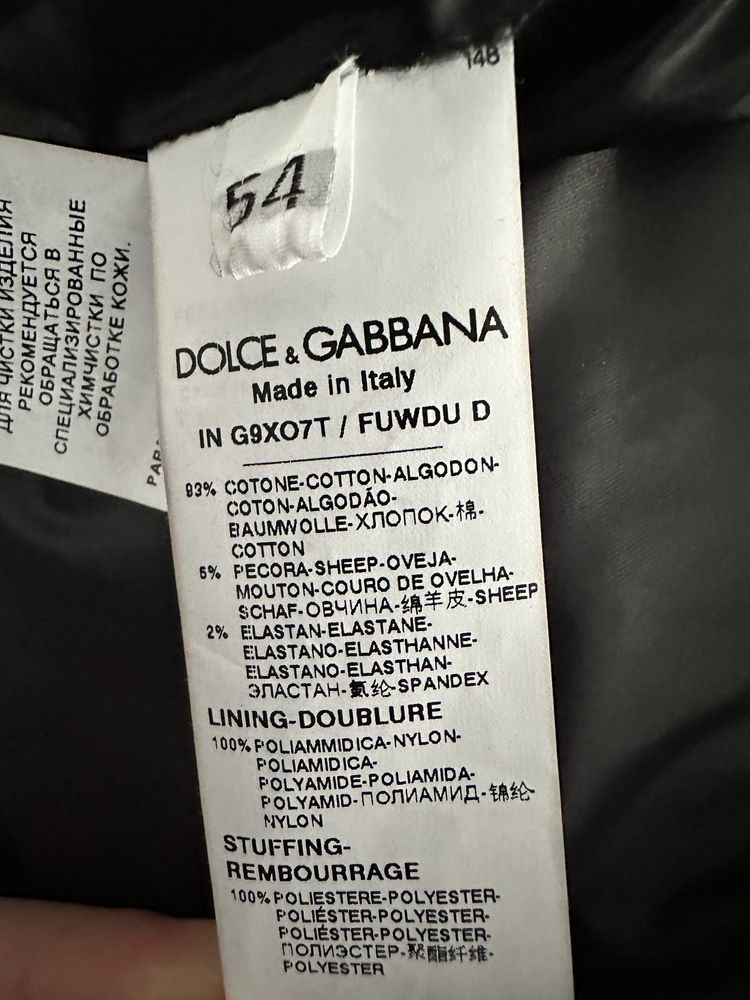 ДЛЯ ЧИСТКИ ИЗДЕЛИЯ
РЕКОМЕНДУЕТСЯ
ОБРАЩАТЬСЯ В
СПЕЦИАЛИЗИРОВАННЫЕ
ХИМЧИСТКИ ПО
ОБРАБОТКЕ КОЖИ.
148
54
DOLCE & GABBANA
Made in Italy
IN G9XO7T / FUWDU D
93% COTONE-COTTON-ALGODON-
COTON-ALGODÃO-
BAUMWOLLE-ХЛОПОК-棉-
COTTON
5% PECORA-SHEEP-OVEJA-
MOUTON-COURO DE OVELHA-
SCHAF-ОВЧИНА-绵羊皮-SHEEP
2% ELASTAN-ELASTANE-
ELASTANO-ELASTHANNE-
ELASTANO-ELASTHAN-
ЭЛАСТАН-氨纶-SPANDEX
LINING-DOUBLURE
100% POLIAMMIDICA-NYLON-
POLIAMIDICA-
POLYAMIDE-POLIAMIDA-
POLYAMID-ПОЛИАМИД-锦纶-
NYLON
STUFFING-
REMBOURRAGE
100% POLIESTERE-POLYESTER-
POLIÉSTER-POLYESTER-
POLIÉSTER-POLYESTER-
ПОЛИЭСТЕР-聚酯纤维-
POLYESTER